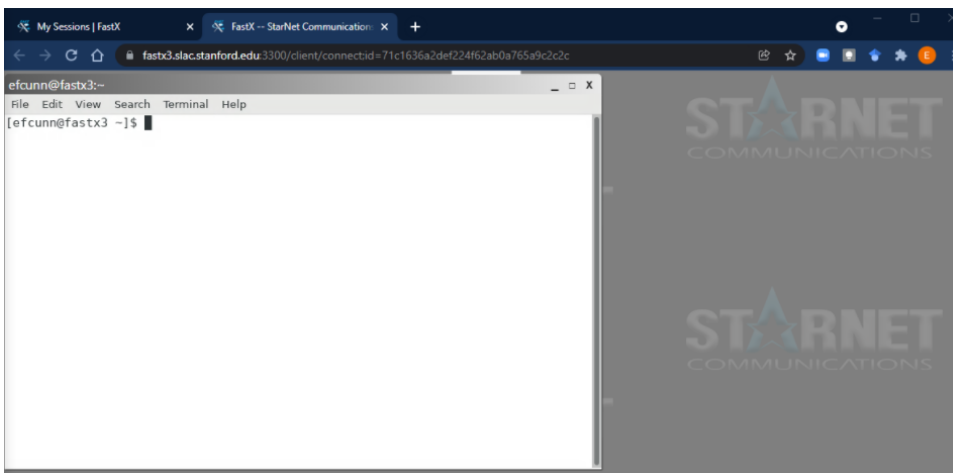 My Sessions | FastX
FastX -- StarNet Communication
fastx3.slac.stanford.edu:3300/client/connect:id=71c1636a2def224f62ab0a765a9c2c2c
E
efcunn@fastx3:~
File Edit View Search Terminal Help
[efcunn@fastx3 ~]$
STARNET
COMMUNICATIONS
STARNET
COMMUNICATIONS